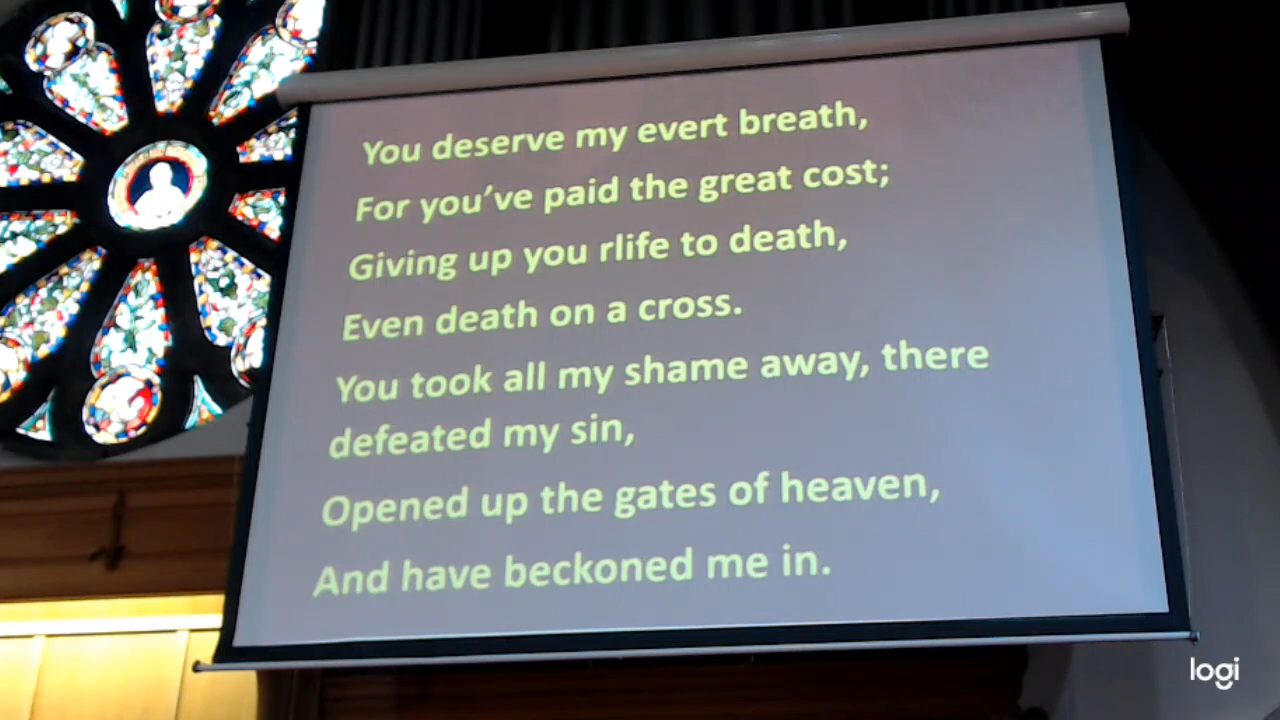 You deserve my evert breath,
For you've paid the great cost;
Giving up you rlife to death,
Even death on a cross.
You took all my shame away, there
defeated my sin,
Opened up the gates of heaven,
And have beckoned me in.
logi